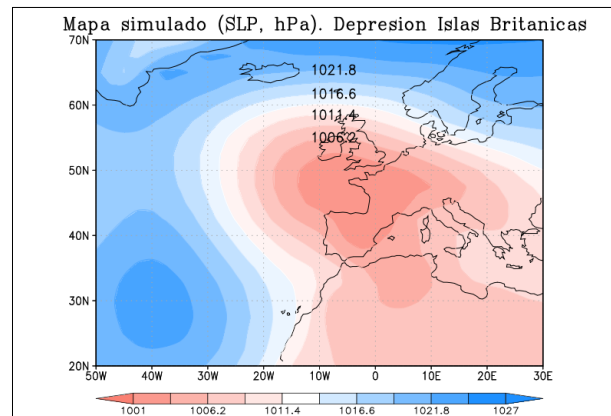 Mapa simulado (SLP, hPa). Depresion Islas Britanicas
70N
1021.8
1016.6
60N
1011.4
1006.2
50N
40N
30N
20N
50W 40W 30W 20W 10W 0 10E 20E 30E
1001 1006.2 1011.4 1016.6 1021.8 1027